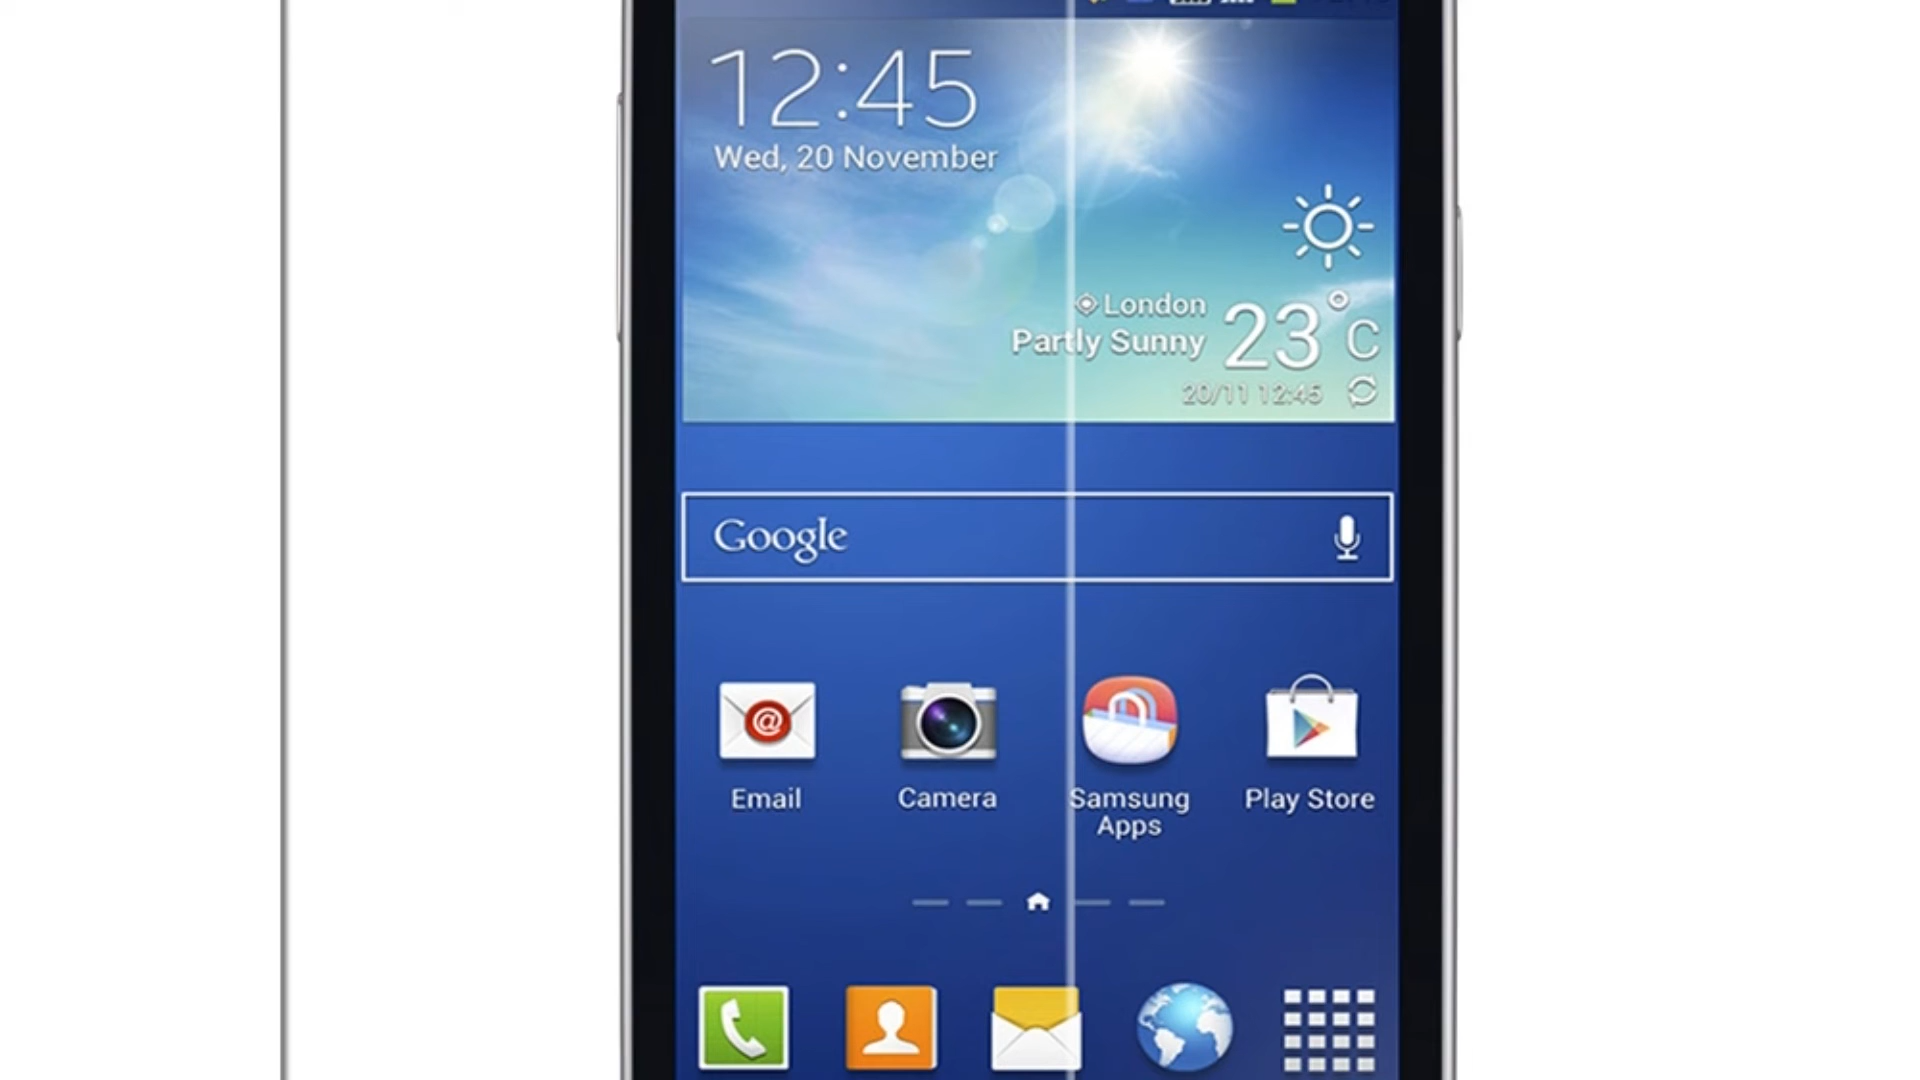 12:45
Wed, 20 November
London
Partly Sunny 23°C
20/11 12:45
Google
@
Email Camera Samsung Apps Play Store